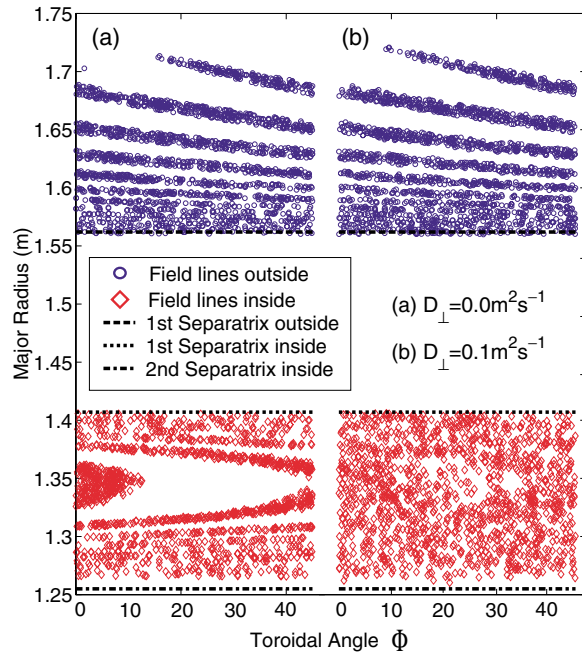 (a)
(b)
1.75
1.7
1.65
1.6
1.55
1.5
1.45
1.4
1.35
1.3
1.25
Major Radius (m)
Field lines outside
Field lines inside
1st Separatrix outside
1st Separatrix inside
2nd Separatrix inside
(a) D⊥=0.0m²s⁻¹
(b) D⊥=0.1m²s⁻¹
0 10 20 30 40 0 10 20 30 40
Toroidal Angle Φ